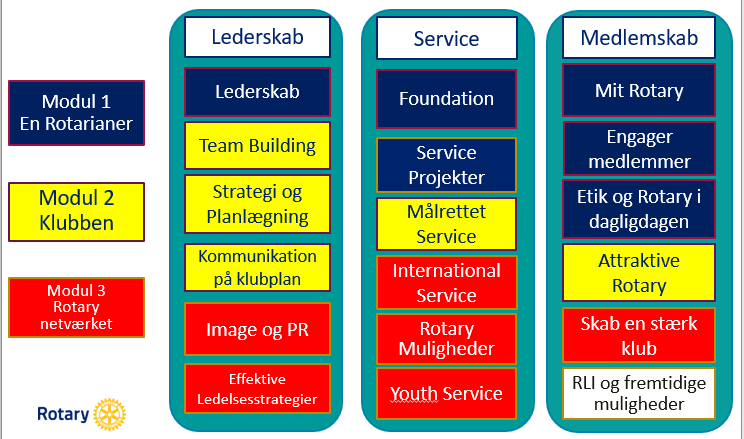 Modul 1
En Rotarianer
Modul 2
Klubben
Modul 3
Rotary
netværket
Rotary
Lederskab
Lederskab
Team Building
Strategi og
Planlægning
Kommunikation
på klubplan
Image og PR
Effektive
Ledelsesstrategier
Service
Foundation
Service
Projekter
Målrettet
Service
International
Service
Rotary
Muligheder
Youth Service
Medlemskab
Mit Rotary
Engager
medlemmer
Etik og Rotary i
dagligdagen
Attraktive
Rotary
Skab en stærk
klub
RLI og fremtidige
muligheder